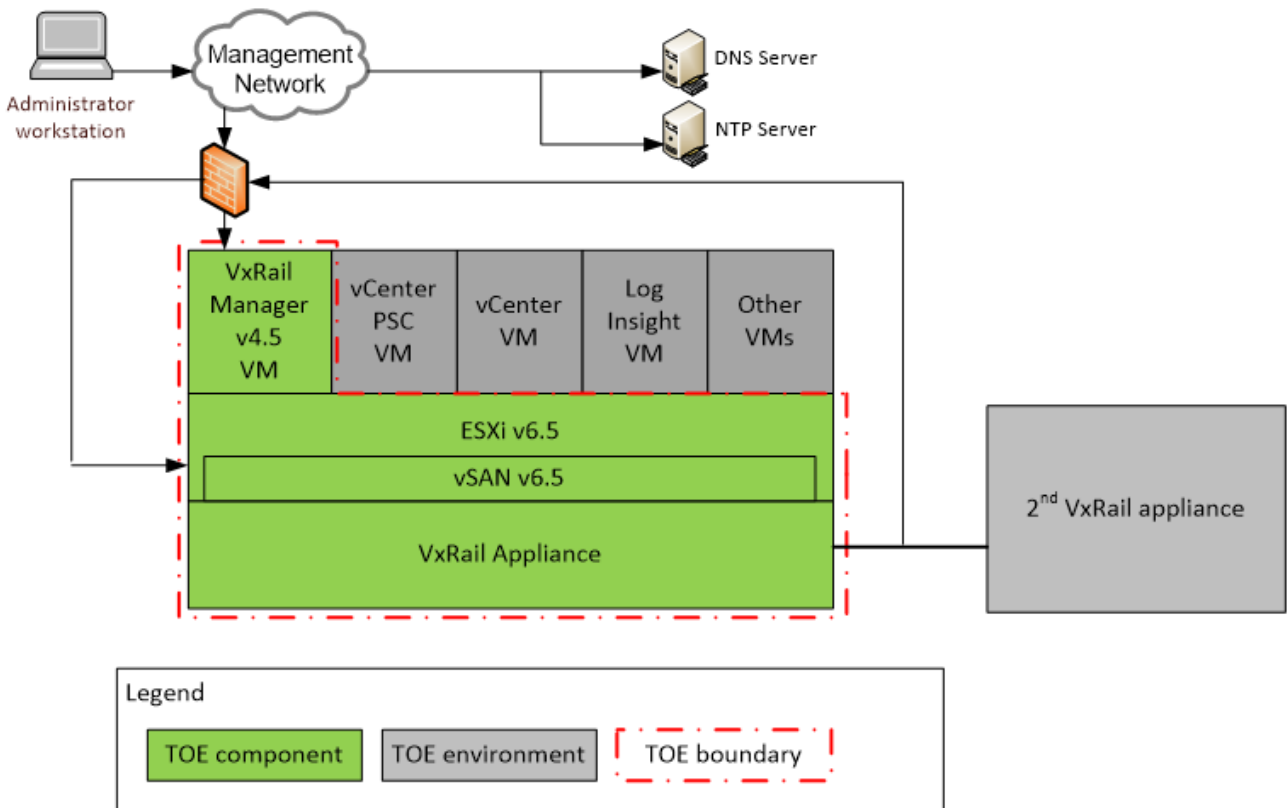 Management
Network
DNS Server
Administrator
workstation
NTP Server
VxRail
Manager
v4.5
VM
vCenter
PSC
VM
vCenter
VM
Log
Insight
VM
Other
VMs
ESXi v6.5
vSAN v6.5
VxRail Appliance
2nd VxRail appliance
Legend
TOE component
TOE environment
TOE boundary